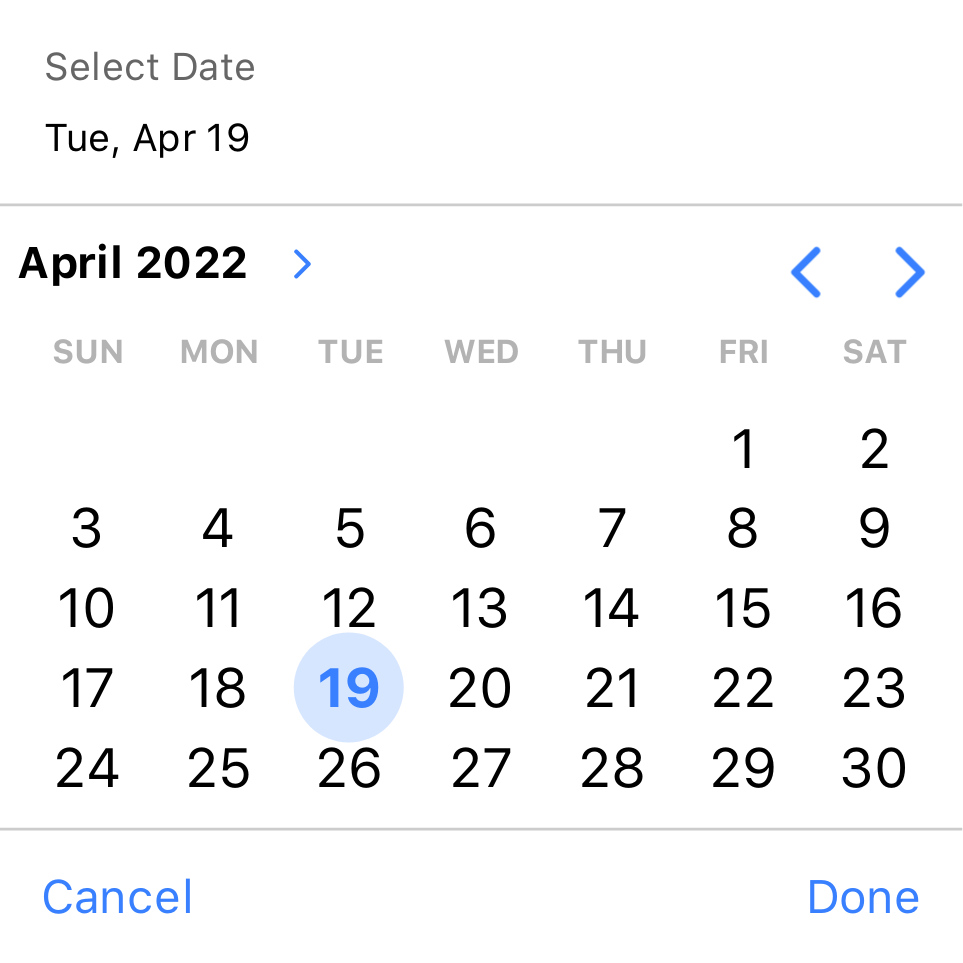 Select Date
Tue, Apr 19
April 2022
SUN MON TUE WED THU FRI SAT
1 2
3 4 5 6 7 8 9
10 11 12 13 14 15 16
17 18 19 20 21 22 23
24 25 26 27 28 29 30
Cancel Done